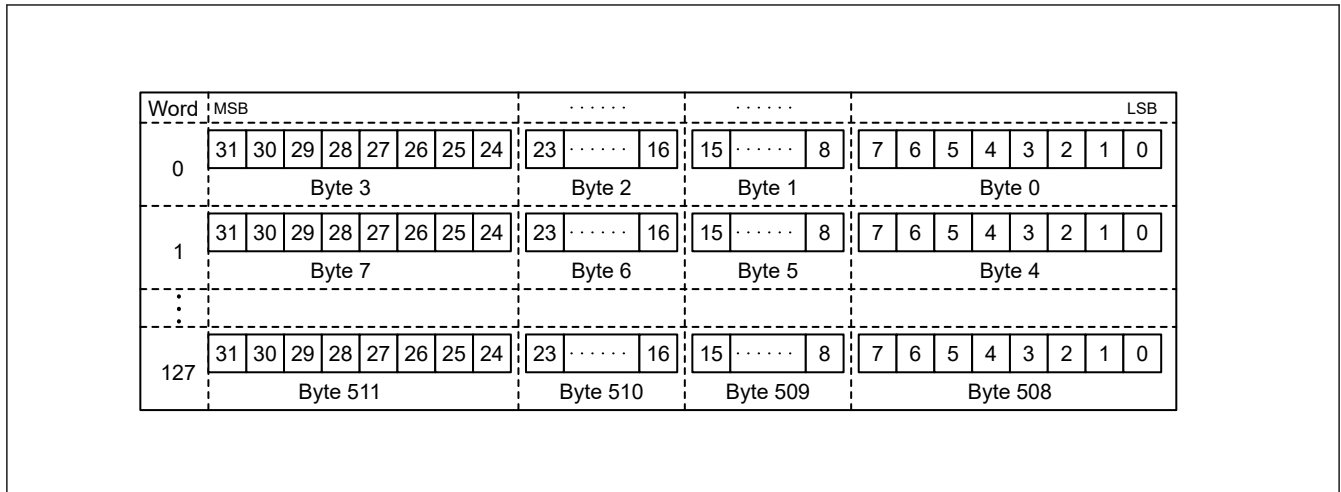 Word MSB ······ ······ LSB
31 30 29 28 27 26 25 24 23 ······ 16 15 ······ 8 7 6 5 4 3 2 1 0
0
Byte 3 Byte 2 Byte 1 Byte 0
31 30 29 28 27 26 25 24 23 ······ 16 15 ······ 8 7 6 5 4 3 2 1 0
1
Byte 7 Byte 6 Byte 5 Byte 4
⋮
31 30 29 28 27 26 25 24 23 ······ 16 15 ······ 8 7 6 5 4 3 2 1 0
127
Byte 511 Byte 510 Byte 509 Byte 508